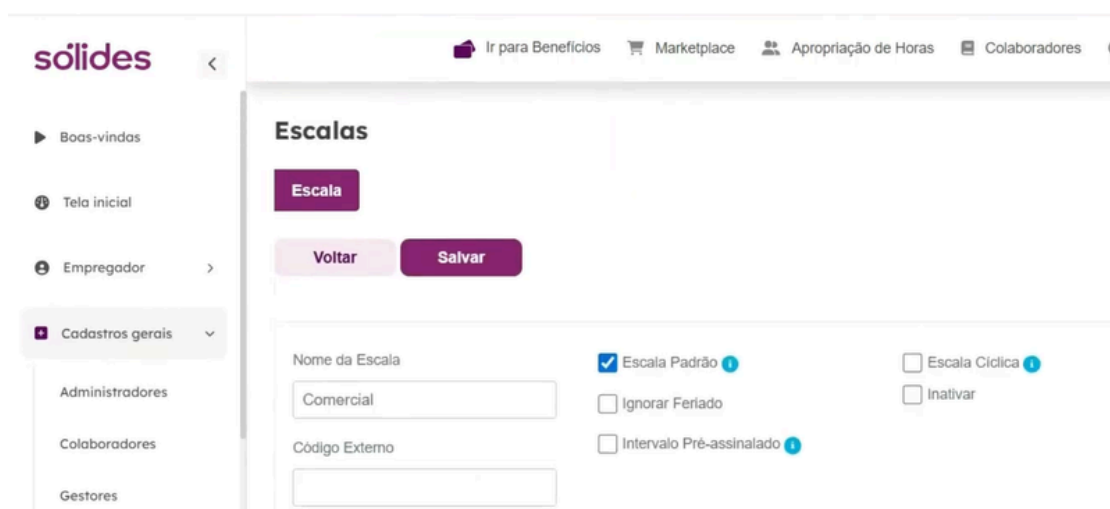 sólides
Ir para Benefícios Marketplace Apropriação de Horas Colaboradores
Boas-vindas
Tela inicial
Empregador
Cadastros gerais
Administradores
Colaboradores
Gestores
Escalas
Escala
Voltar Salvar
Nome da Escala
Comercial
Código Externo
Escala Padrão
Ignorar Feriado
Intervalo Pré-assinalado
Escala Cíclica
Inativar